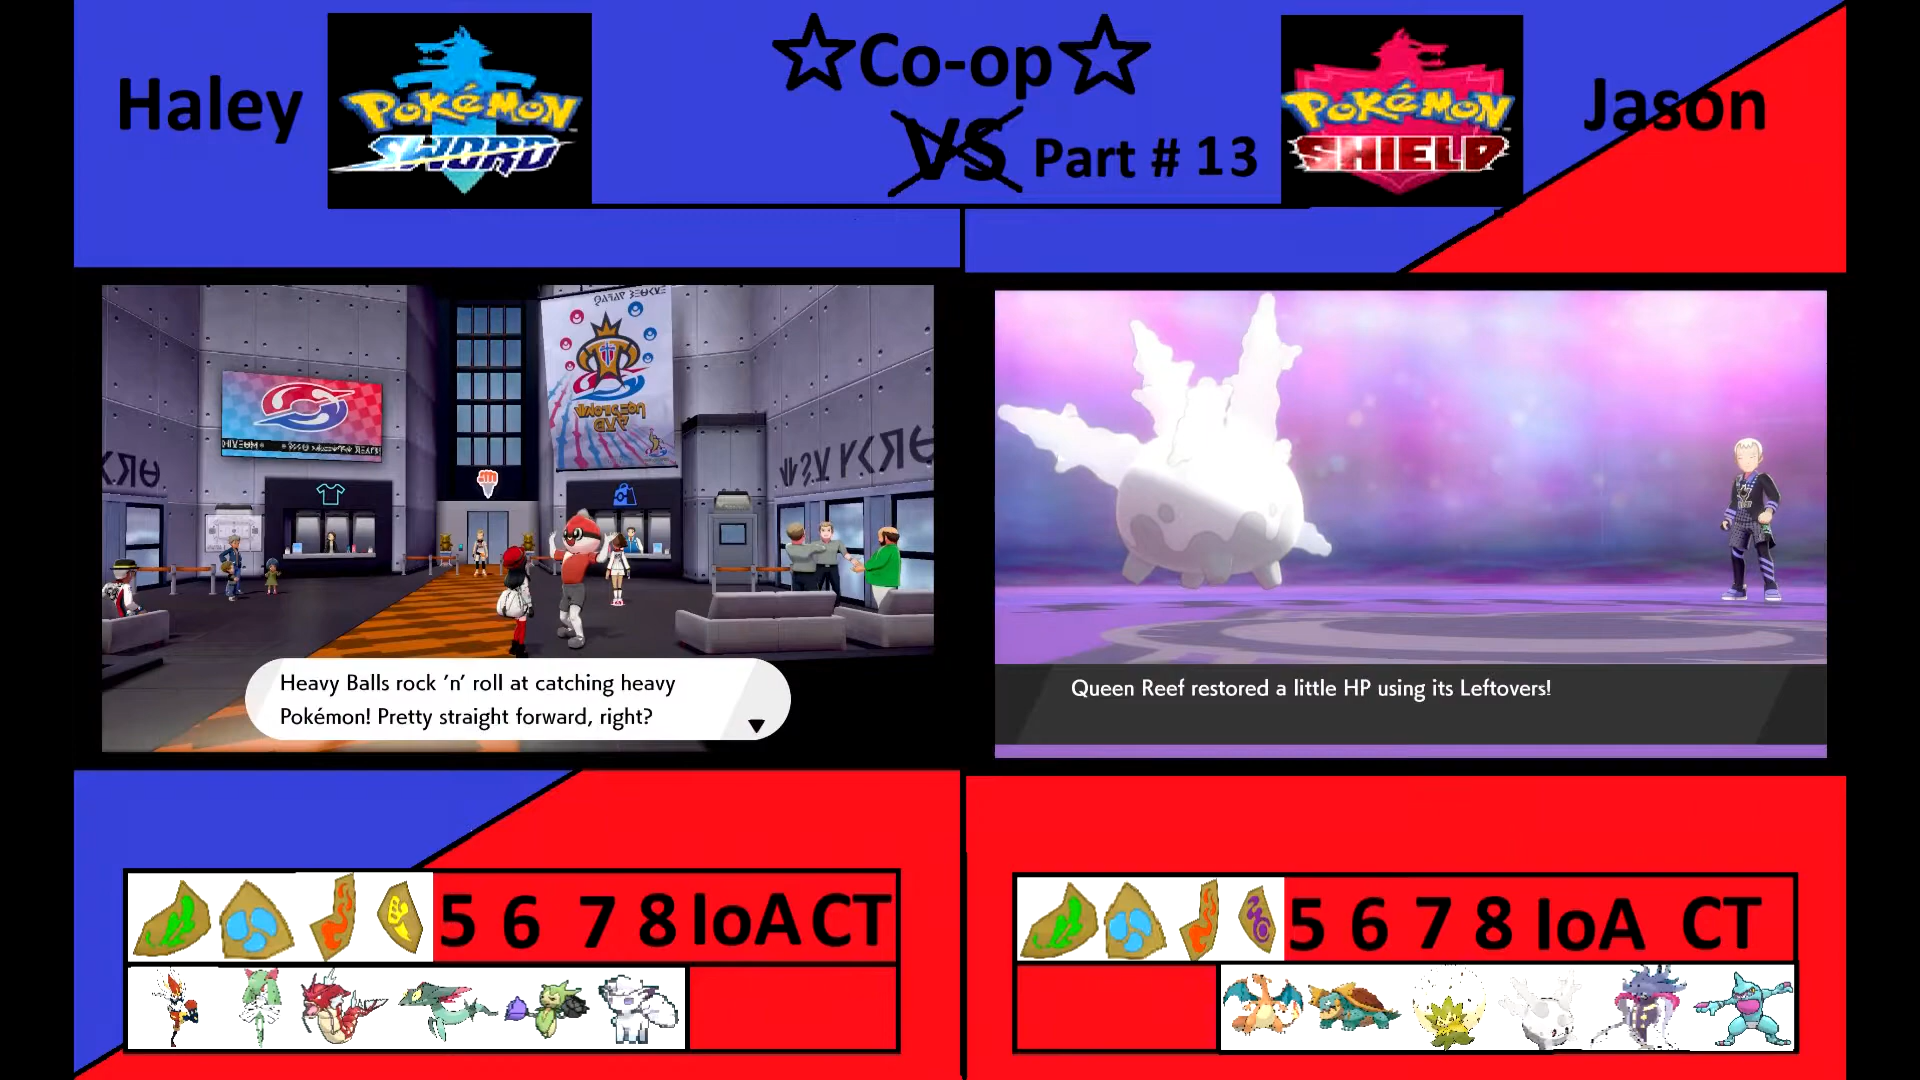 Haley
POKéMON
SWORD
☆Co-op☆
VS Part # 13
POKéMON
SHIELD
Jason
Heavy Balls rock 'n' roll at catching heavy
Pokémon! Pretty straight forward, right?
Queen Reef restored a little HP using its Leftovers!
5 6 7 8 IoA CT
5 6 7 8 IoA CT